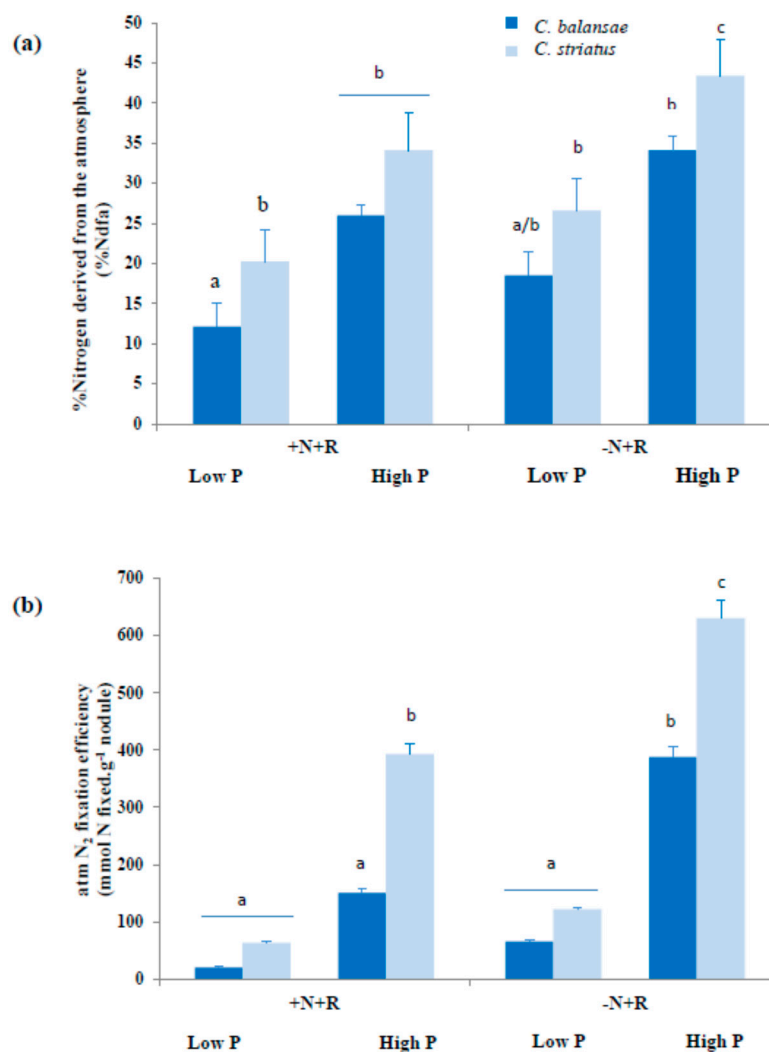 (a)
%Nitrogen derived from the atmosphere
(%Ndfa)
50
45
40
35
30
25
20
15
10
5
0
C. balansae
C. striatus
a
b
b
a/b
b
b
c
+N+R
-N+R
Low P
High P
Low P
High P
(b)
atm N₂ fixation efficiency
(mmol N fixed.g⁻¹ nodule)
700
600
500
400
300
200
100
0
a
a
b
a
b
c
+N+R
-N+R
Low P
High P
Low P
High P